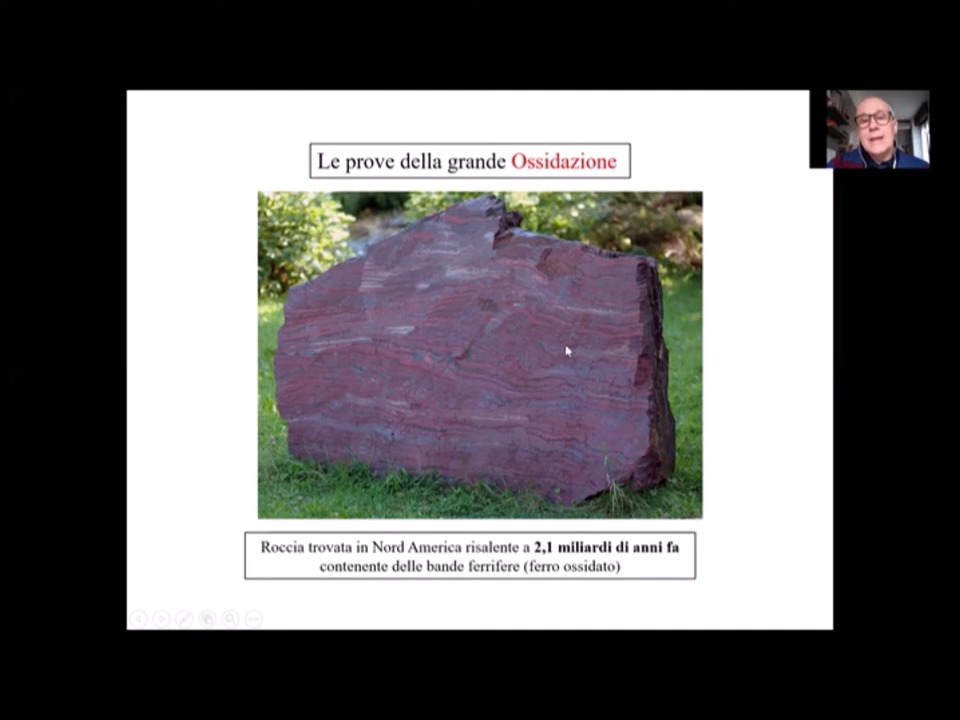 Le prove della grande Ossidazione
Roccia trovata in Nord America risalente a 2,1 miliardi di anni fa
contenente delle bande ferrifere (ferro ossidato)